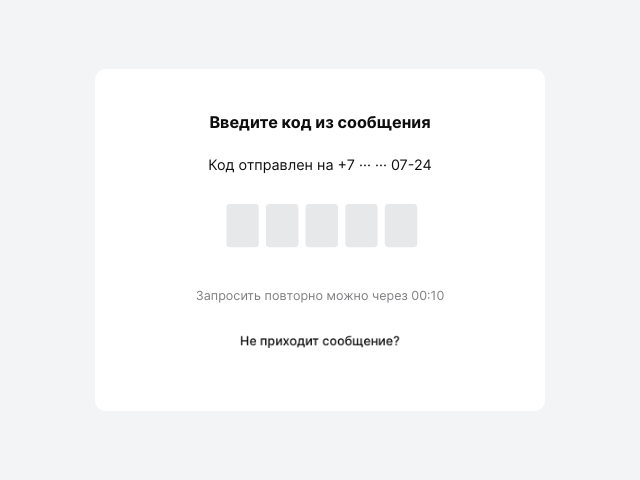 Введите код из сообщения
Код отправлен на +7 ··· ··· 07-24
Запросить повторно можно через 00:10
Не приходит сообщение?